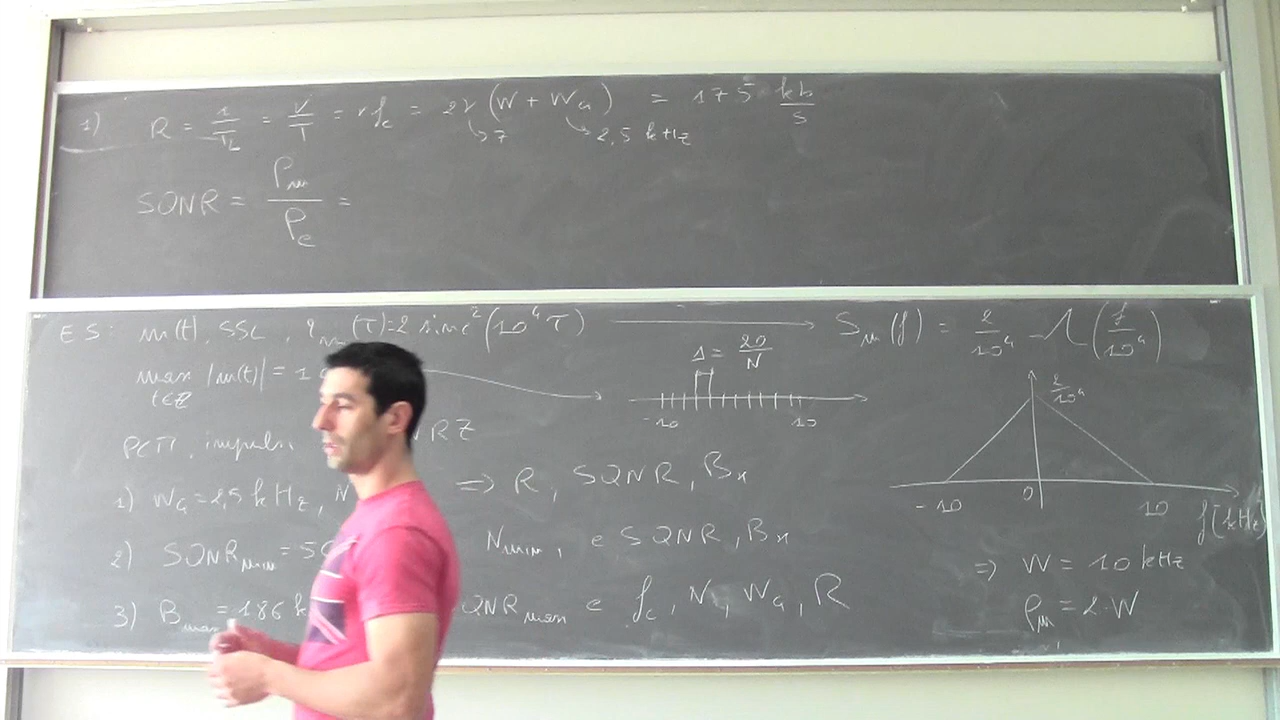 1) R = 1/T_b = ν/T = νf_c = 2ν (W + W_G) = 175 kb/s
→ 7 → 2,5 kHz
SQNR = P_m / P_e =
ES: m(t), SSL, (τ)=2 sinc²(10⁴ τ) → S_m(f) = 2/10⁴ Λ(f/10⁴)
max |m(t)| = 1
t∈ℝ
Δ = 20/N
-10 10
2/10⁴
-10 0 10 f[kHz]
PCM, impulsi NRZ
1) W_G = 2,5 kHz, N ⇒ R, SQNR, B_x
2) SQNR_min = 50 N_min, e SQNR, B_x
3) B_max = 186 k QNR_max e f_c, N, W_G, R
⇒ W = 10 kHz
P_m = 2 W